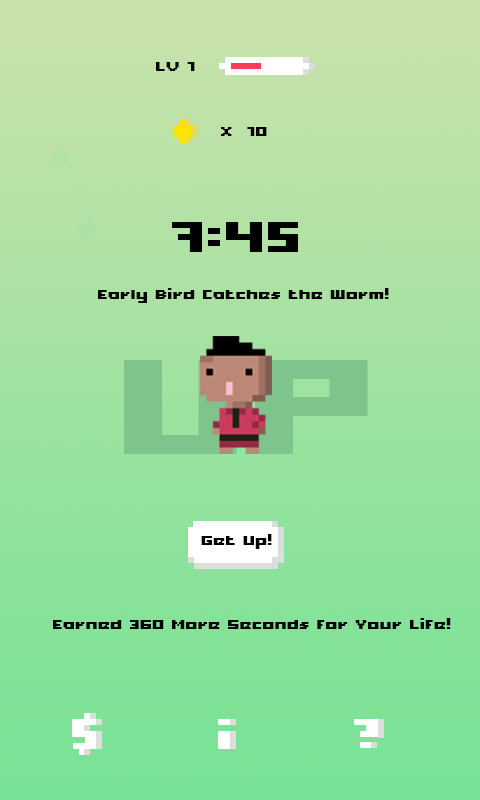 LV 1
x 10
7:45
Early Bird Catches the Worm!
UP
Get Up!
Earned 360 More Seconds For Your Life!
$ i ?